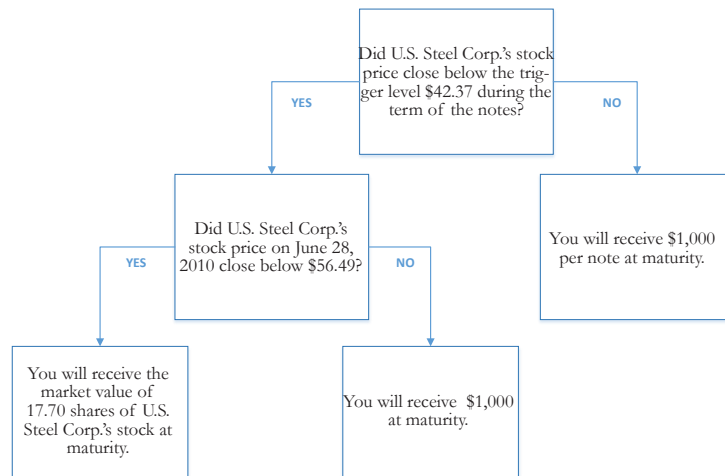 Did U.S. Steel Corp.'s stock
price close below the trig-
ger level $42.37 during the
term of the notes?
YES
NO
Did U.S. Steel Corp.'s
stock price on June 28,
2010 close below $56.49?
You will receive $1,000
per note at maturity.
YES
NO
You will receive the
market value of
17.70 shares of U.S.
Steel Corp.'s stock at
maturity.
You will receive $1,000
at maturity.